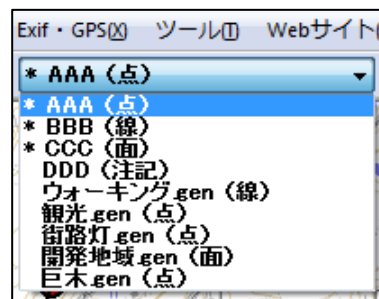 Exif・GPS(X) ツール(T) Webサイト(
* AAA（点）
* AAA（点）
* BBB（線）
* CCC（面）
DDD（注記）
ウォーキング.gen（線）
観光.gen（点）
街路灯.gen（点）
開発地域.gen（面）
巨木.gen（点）